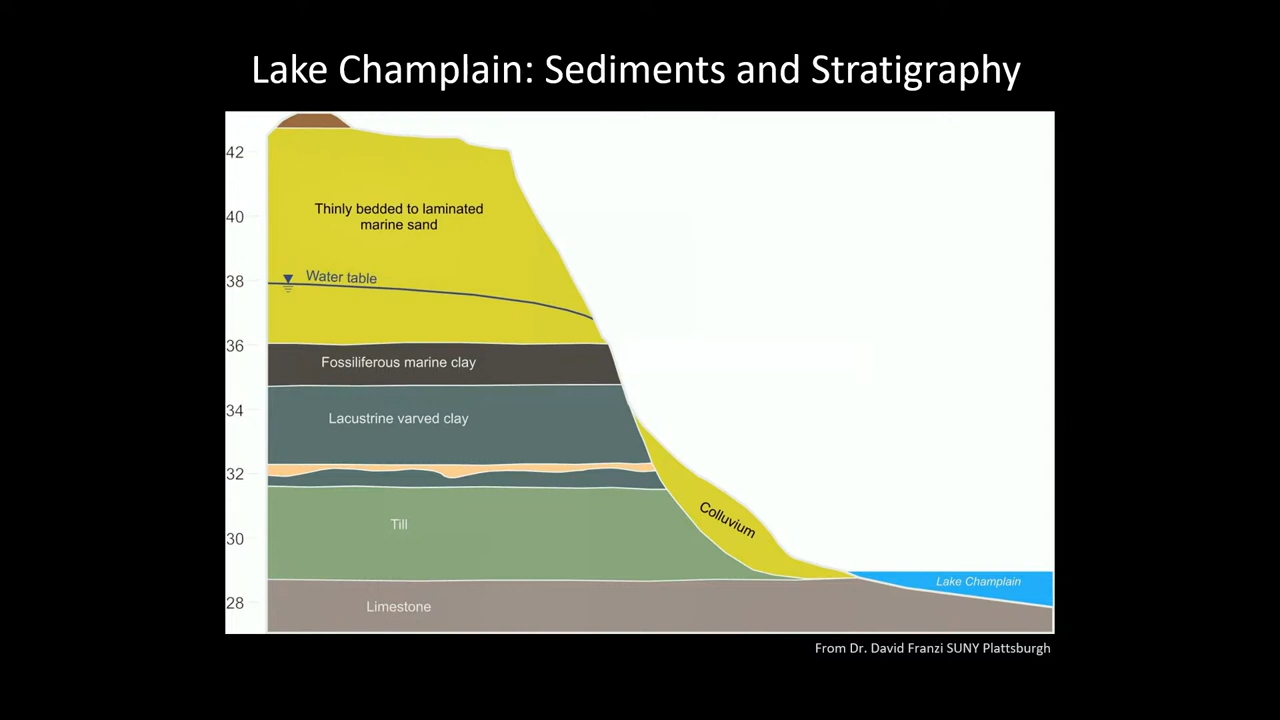 Lake Champlain: Sediments and Stratigraphy
42
Thinly bedded to laminated
marine sand
40
Water table
38
36
Fossiliferous marine clay
34
Lacustrine varved clay
32
Colluvium
Till
30
Lake Champlain
28
Limestone
From Dr. David Franzi SUNY Plattsburgh